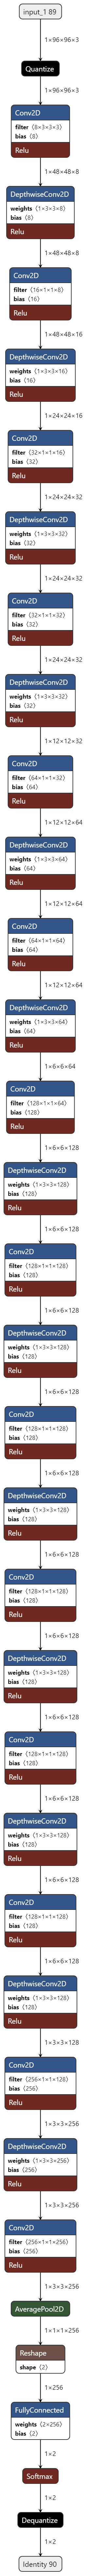 input_1 89
1×96×96×3
Quantize
1×96×96×3
Conv2D
filter ⟨8×3×3×3⟩
bias ⟨8⟩
Relu
1×48×48×8
DepthwiseConv2D
weights ⟨1×3×3×8⟩
bias ⟨8⟩
Relu
1×48×48×8
Conv2D
filter ⟨16×1×1×8⟩
bias ⟨16⟩
Relu
1×48×48×16
DepthwiseConv2D
weights ⟨1×3×3×16⟩
bias ⟨16⟩
Relu
1×24×24×16
Conv2D
filter ⟨32×1×1×16⟩
bias ⟨32⟩
Relu
1×24×24×32
DepthwiseConv2D
weights ⟨1×3×3×32⟩
bias ⟨32⟩
Relu
1×24×24×32
Conv2D
filter ⟨32×1×1×32⟩
bias ⟨32⟩
Relu
1×24×24×32
DepthwiseConv2D
weights ⟨1×3×3×32⟩
bias ⟨32⟩
Relu
1×12×12×32
Conv2D
filter ⟨64×1×1×32⟩
bias ⟨64⟩
Relu
1×12×12×64
DepthwiseConv2D
weights ⟨1×3×3×64⟩
bias ⟨64⟩
Relu
1×12×12×64
Conv2D
filter ⟨64×1×1×64⟩
bias ⟨64⟩
Relu
1×12×12×64
DepthwiseConv2D
weights ⟨1×3×3×64⟩
bias ⟨64⟩
Relu
1×6×6×64
Conv2D
filter ⟨128×1×1×64⟩
bias ⟨128⟩
Relu
1×6×6×128
DepthwiseConv2D
weights ⟨1×3×3×128⟩
bias ⟨128⟩
Relu
1×6×6×128
Conv2D
filter ⟨128×1×1×128⟩
bias ⟨128⟩
Relu
1×6×6×128
DepthwiseConv2D
weights ⟨1×3×3×128⟩
bias ⟨128⟩
Relu
1×6×6×128
Conv2D
filter ⟨128×1×1×128⟩
bias ⟨128⟩
Relu
1×6×6×128
DepthwiseConv2D
weights ⟨1×3×3×128⟩
bias ⟨128⟩
Relu
1×6×6×128
Conv2D
filter ⟨128×1×1×128⟩
bias ⟨128⟩
Relu
1×6×6×128
DepthwiseConv2D
weights ⟨1×3×3×128⟩
bias ⟨128⟩
Relu
1×6×6×128
Conv2D
filter ⟨128×1×1×128⟩
bias ⟨128⟩
Relu
1×6×6×128
DepthwiseConv2D
weights ⟨1×3×3×128⟩
bias ⟨128⟩
Relu
1×6×6×128
Conv2D
filter ⟨128×1×1×128⟩
bias ⟨128⟩
Relu
1×6×6×128
DepthwiseConv2D
weights ⟨1×3×3×128⟩
bias ⟨128⟩
Relu
1×3×3×128
Conv2D
filter ⟨256×1×1×128⟩
bias ⟨256⟩
Relu
1×3×3×256
DepthwiseConv2D
weights ⟨1×3×3×256⟩
bias ⟨256⟩
Relu
1×3×3×256
Conv2D
filter ⟨256×1×1×256⟩
bias ⟨256⟩
Relu
1×3×3×256
AveragePool2D
1×1×1×256
Reshape
shape ⟨2⟩
1×256
FullyConnected
weights ⟨2×256⟩
bias ⟨2⟩
1×2
Softmax
1×2
Dequantize
1×2
Identity 90